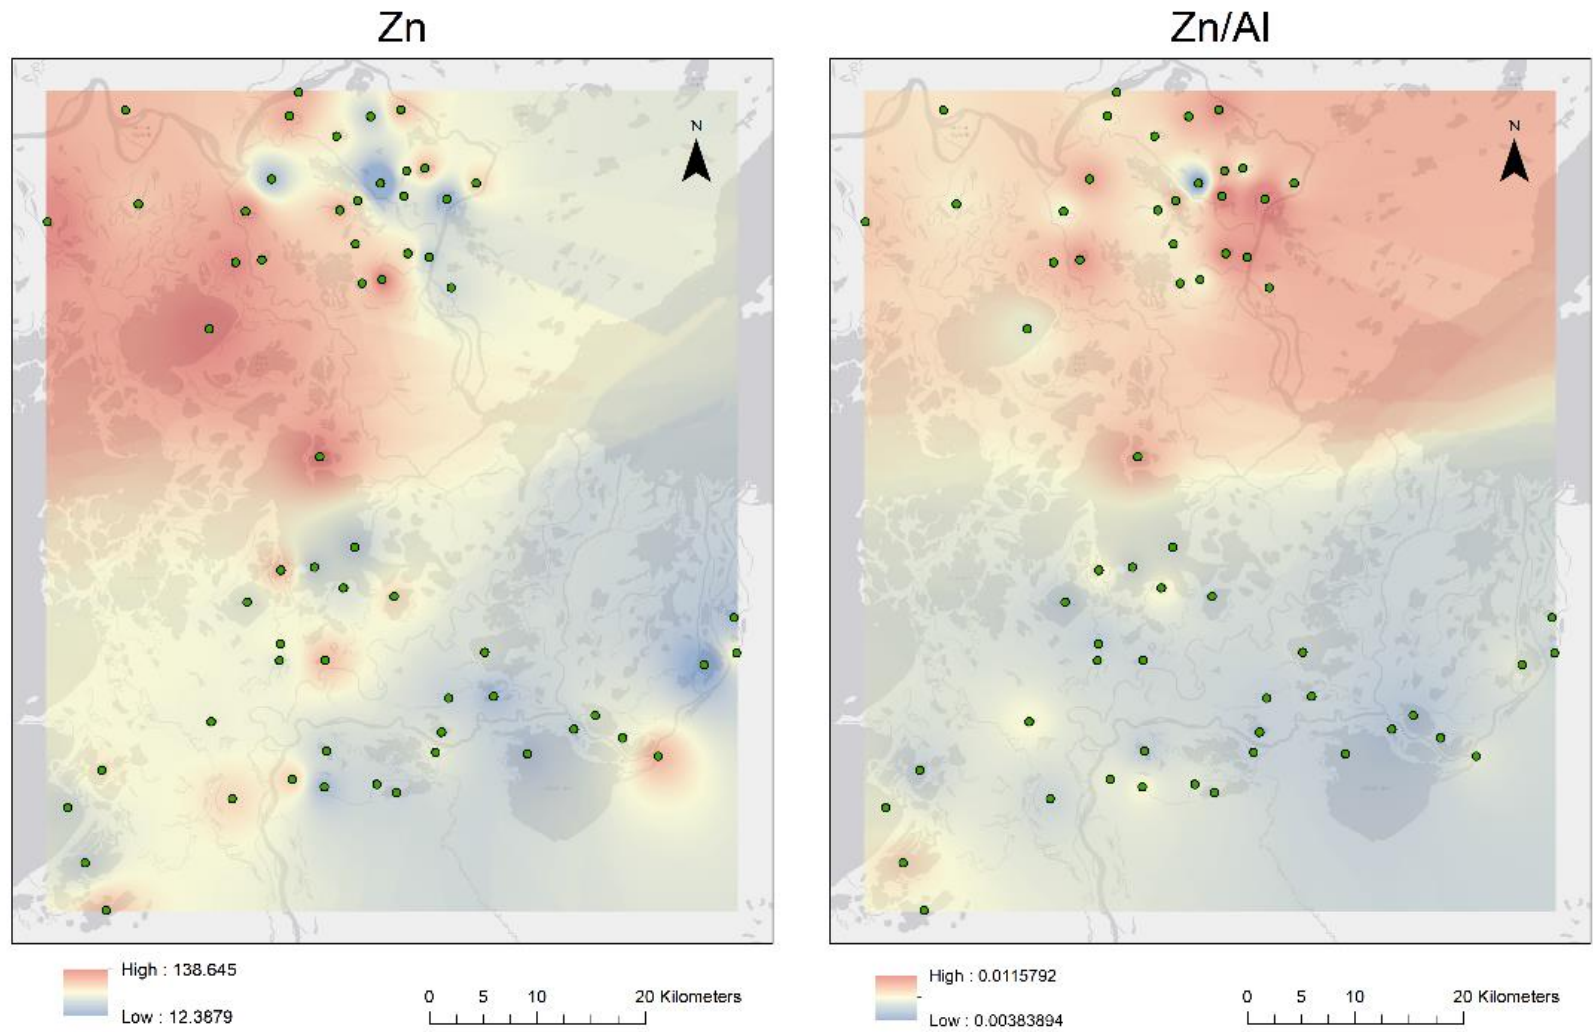 Zn
Zn/Al
N
N
High : 138.645
Low : 12.3879
0 5 10 20 Kilometers
High : 0.0115792
Low : 0.00383894
0 5 10 20 Kilometers